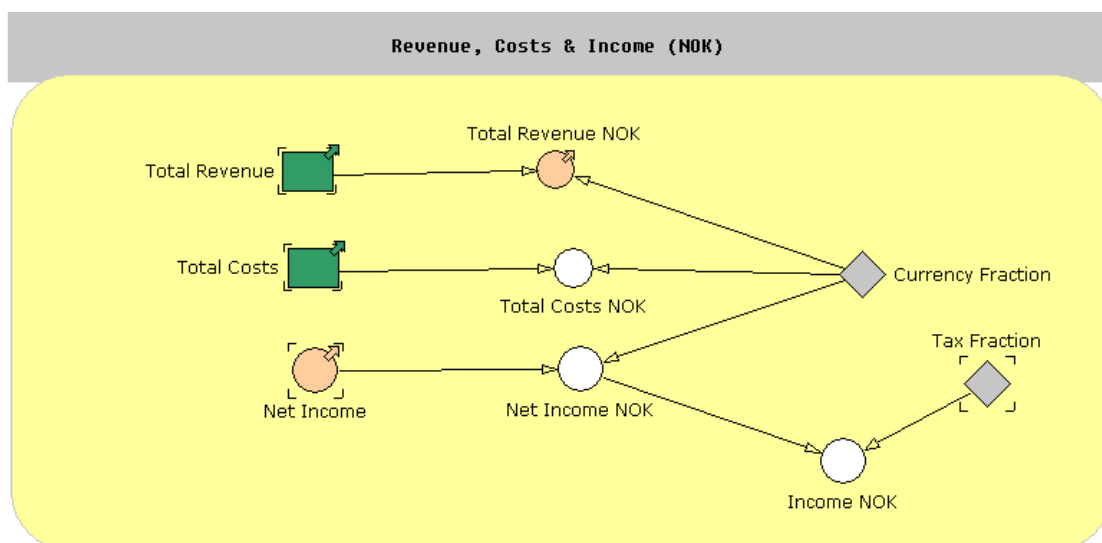 Revenue, Costs & Income (NOK)
Total Revenue NOK
Total Revenue
Total Costs
Currency Fraction
Total Costs NOK
Tax Fraction
Net Income
Net Income NOK
Income NOK